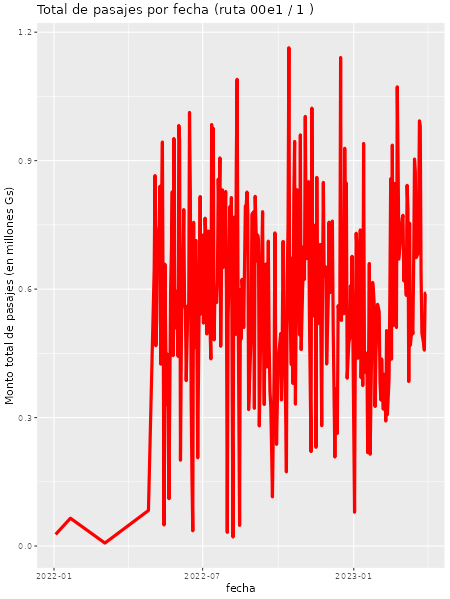 Total de pasajes por fecha (ruta 00e1 / 1 )
Monto total de pasajes (en millones Gs)
1.2
0.9
0.6
0.3
0.0
2022-01
2022-07
2023-01
fecha